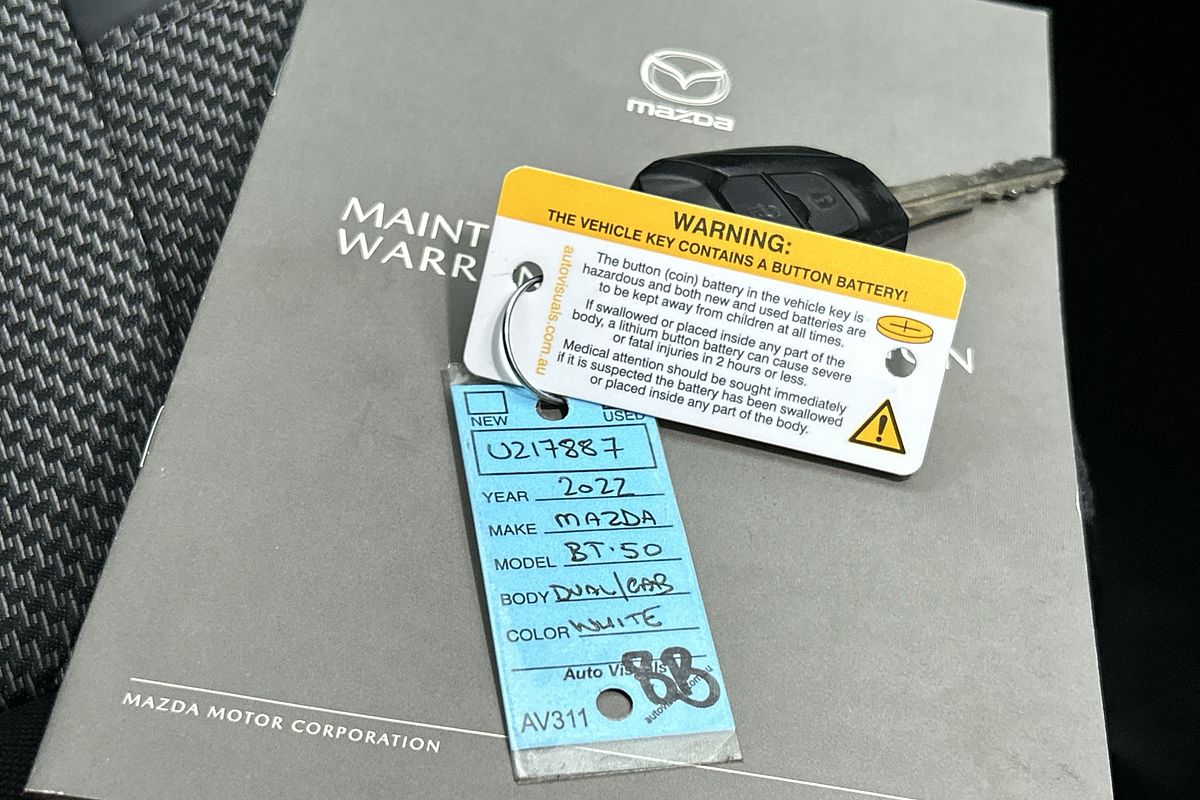 mazda
MAINT
WARR
N
WARNING:
THE VEHICLE KEY CONTAINS A BUTTON BATTERY!
The button (coin) battery in the vehicle key is
hazardous and both new and used batteries are
to be kept away from children at all times.
If swallowed or placed inside any part of the
body, a lithium button battery can cause severe
or fatal injuries in 2 hours or less.
Medical attention should be sought immediately
if it is suspected the battery has been swallowed
or placed inside any part of the body.
autovisuals.com.au
NEW USED
U217887
YEAR 2022
MAKE MAZDA
MODEL BT-50
BODY DUAL/CAB
COLOR WHITE
Auto Visuals
BB
AV311
MAZDA MOTOR CORPORATION